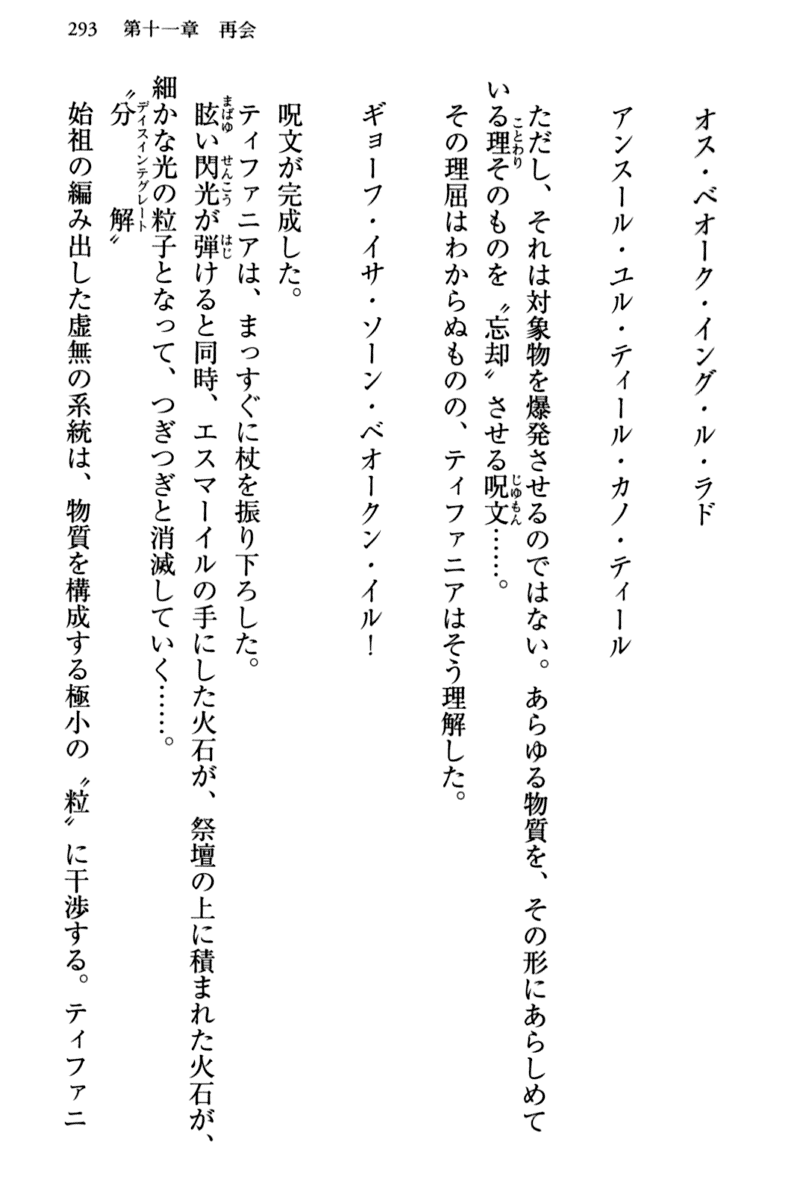 293　第十一章　再会
オス・ベオーク・イング・ル・ラド
アンスール・ユル・ティール・カノ・ティール
ただし、それは対象物を爆発させるのではない。あらゆる物質を、その形にあらしめて
いる理そのものを〝忘却〟させる呪文……。
その理屈はわからぬものの、ティファニアはそう理解した。
ギョーフ・イサ・ソーン・ベオークン・イル！
呪文が完成した。
ティファニアは、まっすぐに杖を振り下ろした。
眩い閃光が弾けると同時、エスマーイルの手にした火石が、祭壇の上に積まれた火石が、
細かな光の粒子となって、つぎつぎと消滅していく……。
〝分解〟
始祖の編み出した虚無の系統は、物質を構成する極小の〝粒〟に干渉する。ティファニ
ことわり
じゆもん
まばゆ
せんこう
はじ
ディスインテグレート